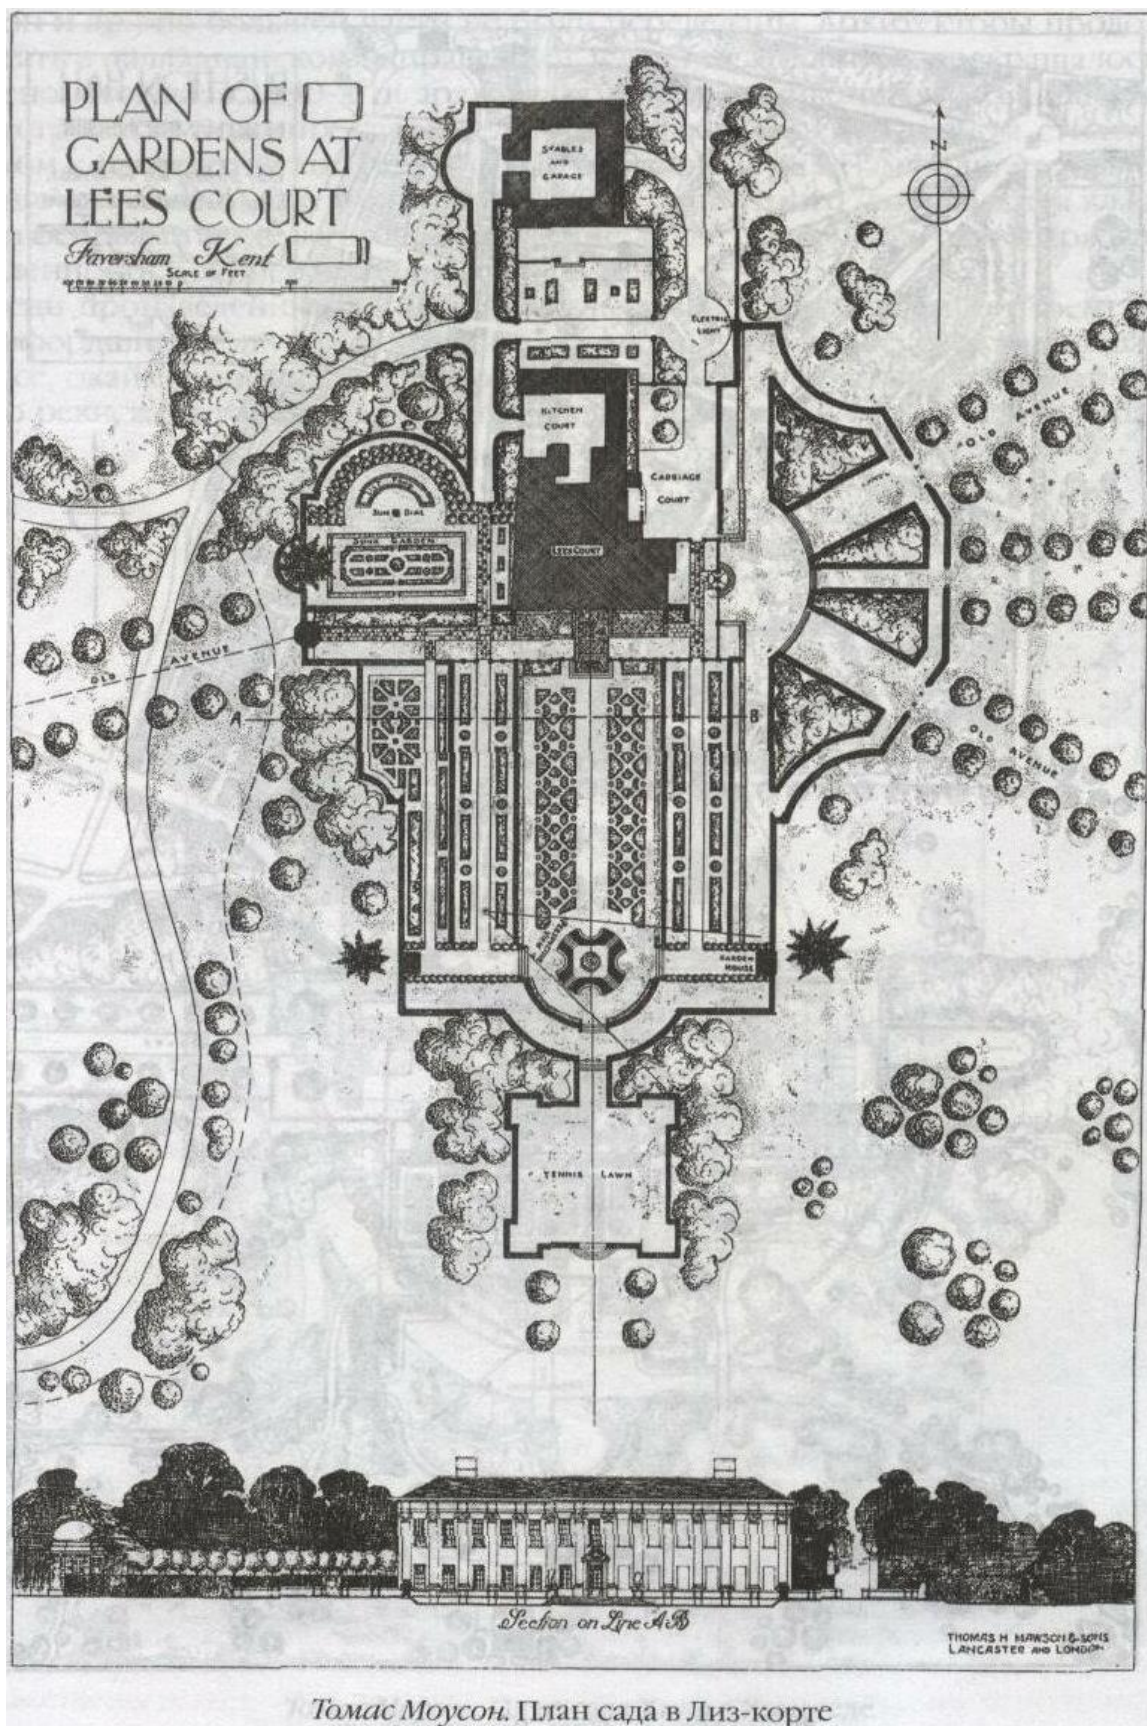 PLAN OF
GARDENS AT
LEES COURT
Faversham Kent
SCALE OF FEET
STABLES
AND
GARAGE
N
ELECTRIC
LIGHT
KITCHEN
COURT
CARRIAGE
COURT
OLD AVENUE
SUN DIAL
SUNK GARDEN
LEES COURT
OLD AVENUE
A
B
OLD AVENUE
GARDEN
HOUSE
TENNIS LAWN
Section on Line A·B
THOMAS H MAWSON & SONS
LANCASTER AND LONDON
Томас Моусон. План сада в Лиз-корте